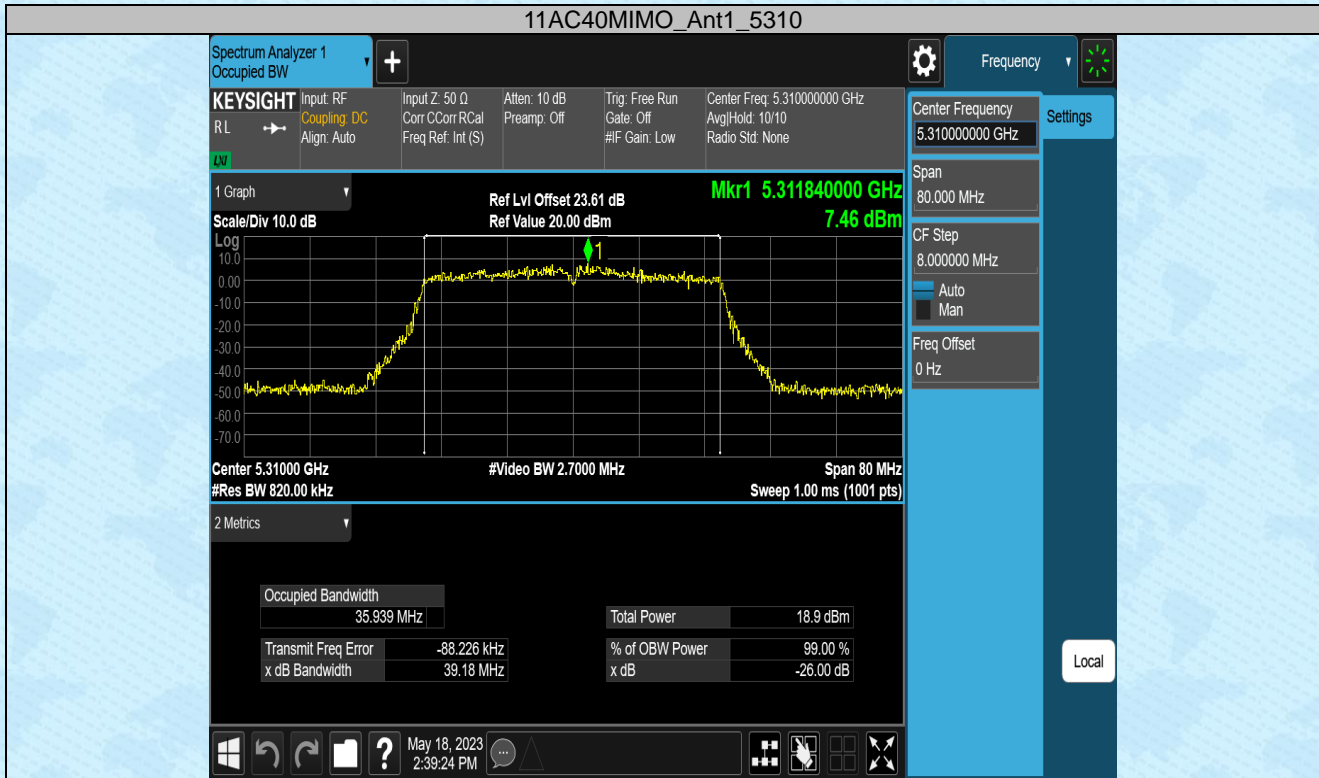 11AC40MIMO_Ant1_5310
Spectrum Analyzer 1
Occupied BW
Frequency
KEYSIGHT
RL
LXI
Input: RF
Coupling: DC
Align: Auto
Input Z: 50 Ω
Corr CCorr RCal
Freq Ref: Int (S)
Atten: 10 dB
Preamp: Off
Trig: Free Run
Gate: Off
#IF Gain: Low
Center Freq: 5.310000000 GHz
Avg|Hold: 10/10
Radio Std: None
Center Frequency
5.310000000 GHz
Settings
Span
80.000 MHz
CF Step
8.000000 MHz
Auto
Man
Freq Offset
0 Hz
Local
1 Graph
Scale/Div 10.0 dB
Ref Lvl Offset 23.61 dB
Ref Value 20.00 dBm
Mkr1 5.311840000 GHz
7.46 dBm
Log
1
10.0
0.00
-10.0
-20.0
-30.0
-40.0
-50.0
-60.0
-70.0
Center 5.31000 GHz
#Video BW 2.7000 MHz
Span 80 MHz
#Res BW 820.00 kHz
Sweep 1.00 ms (1001 pts)
2 Metrics
Occupied Bandwidth
35.939 MHz
Total Power 18.9 dBm
Transmit Freq Error -88.226 kHz
% of OBW Power 99.00 %
x dB Bandwidth 39.18 MHz
x dB -26.00 dB
?
May 18, 2023
2:39:24 PM